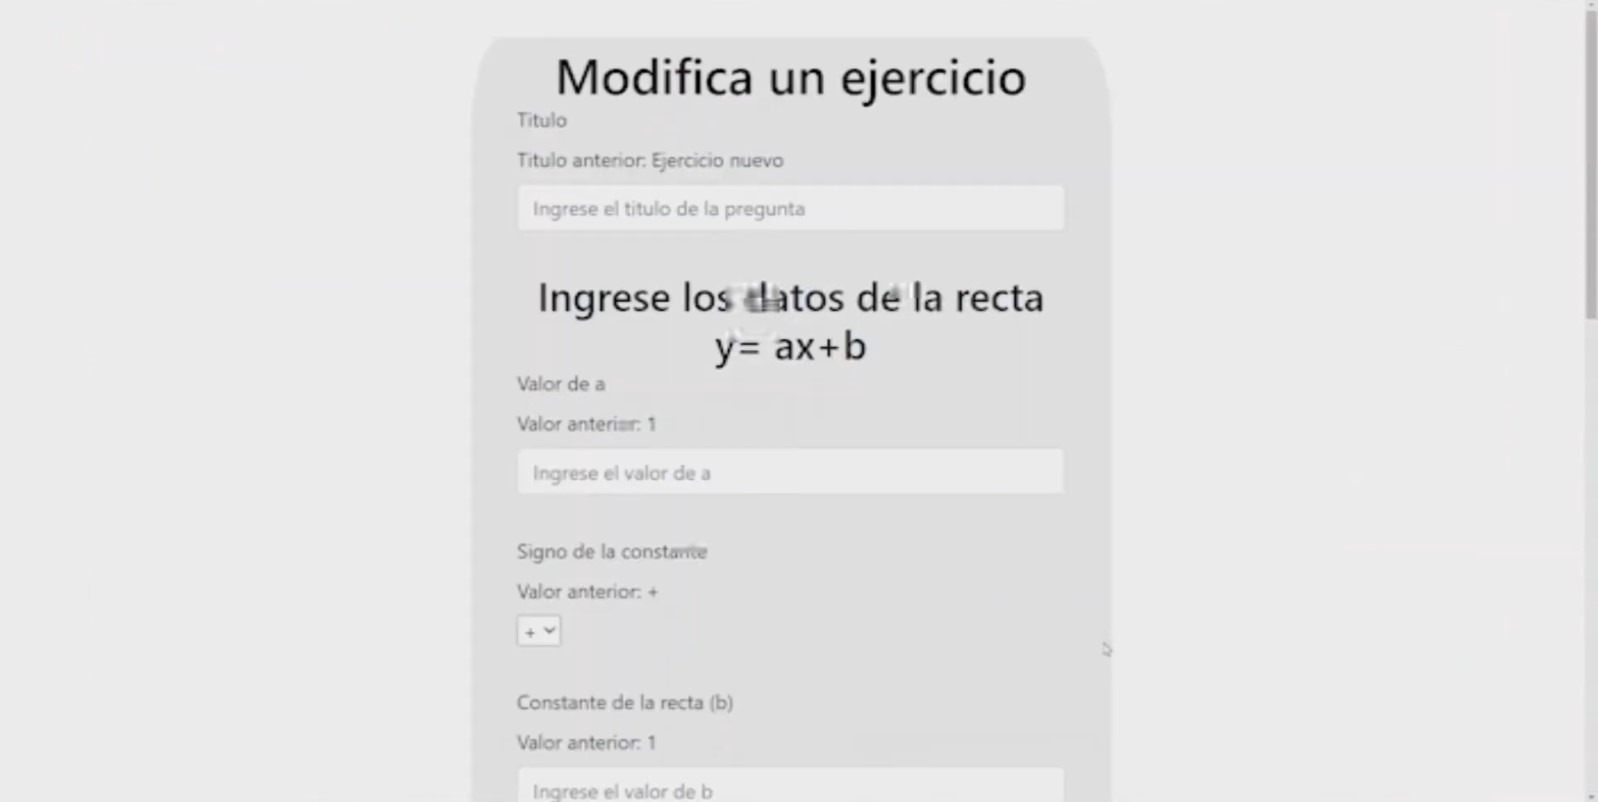 Modifica un ejercicio
Titulo
Titulo anterior: Ejercicio nuevo
Ingrese el titulo de la pregunta
Ingrese los datos de la recta
y= ax+b
Valor de a
Valor anterior: 1
Ingrese el valor de a
Signo de la constante
Valor anterior: +
+
Constante de la recta (b)
Valor anterior: 1
Ingrese el valor de b